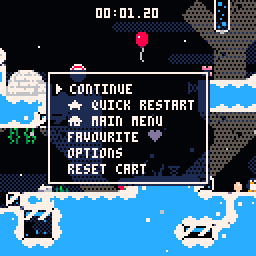 00:01.20
CONTINUE
QUICK RESTART
MAIN MENU
FAVOURITE
OPTIONS
RESET CART